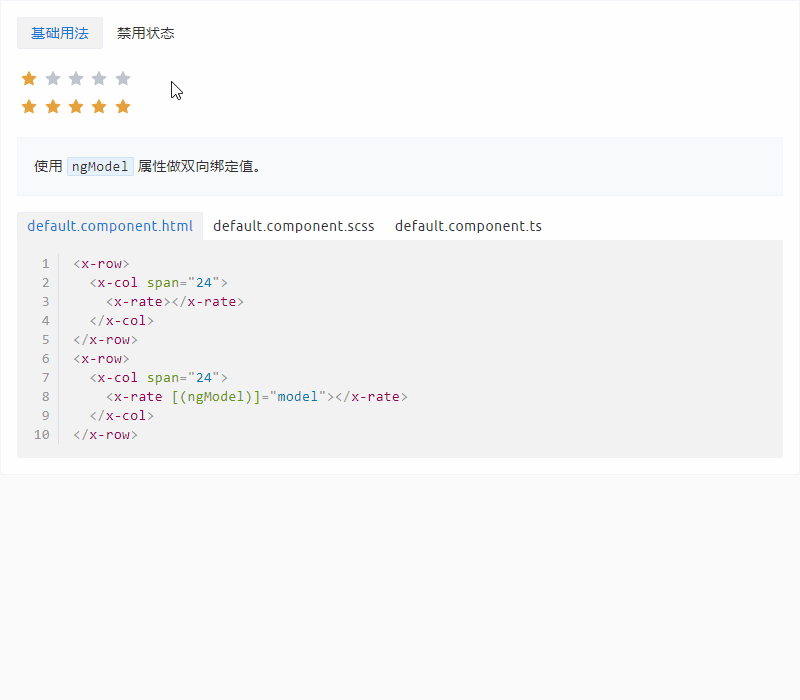 基础用法 禁用状态
使用 ngModel 属性做双向绑定值。
default.component.html default.component.scss default.component.ts
1 <x-row>
2 <x-col span="24">
3 <x-rate></x-rate>
4 </x-col>
5 </x-row>
6 <x-row>
7 <x-col span="24">
8 <x-rate [(ngModel)]="model"></x-rate>
9 </x-col>
10 </x-row>